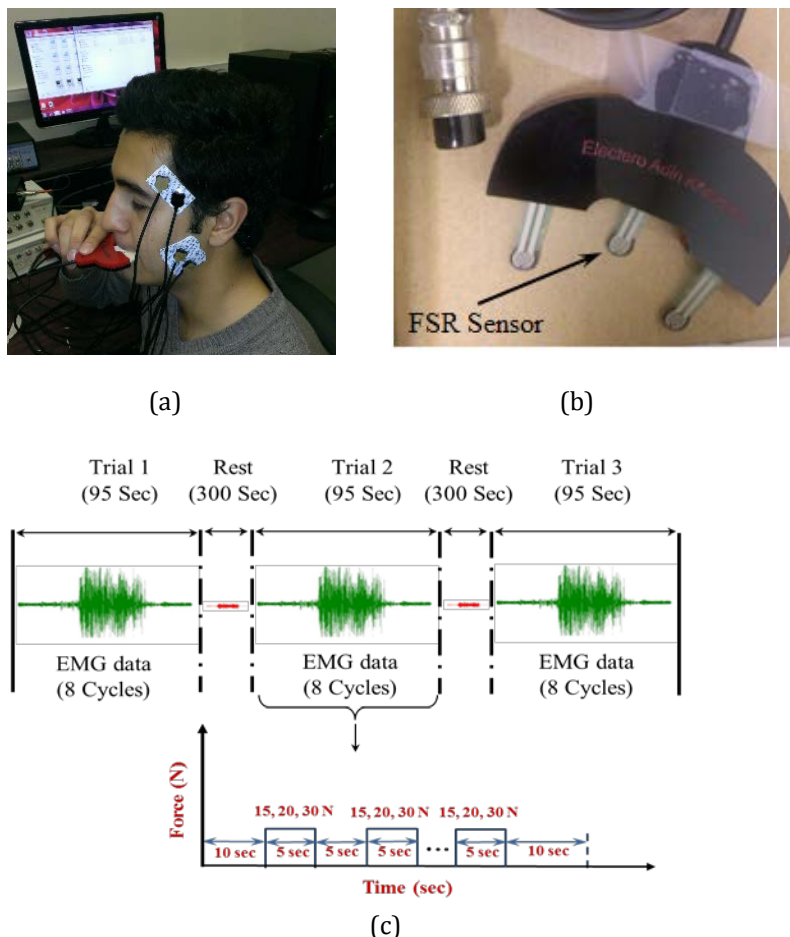 Electero
FSR Sensor
(a)
(b)
Trial 1 Rest Trial 2 Rest Trial 3
(95 Sec) (300 Sec) (95 Sec) (300 Sec) (95 Sec)
EMG data EMG data EMG data
(8 Cycles) (8 Cycles) (8 Cycles)
Force (N)
15, 20, 30 N 15, 20, 30 N 15, 20, 30 N
10 sec 5 sec 5 sec 5 sec ... 5 sec 10 sec
Time (sec)
(c)